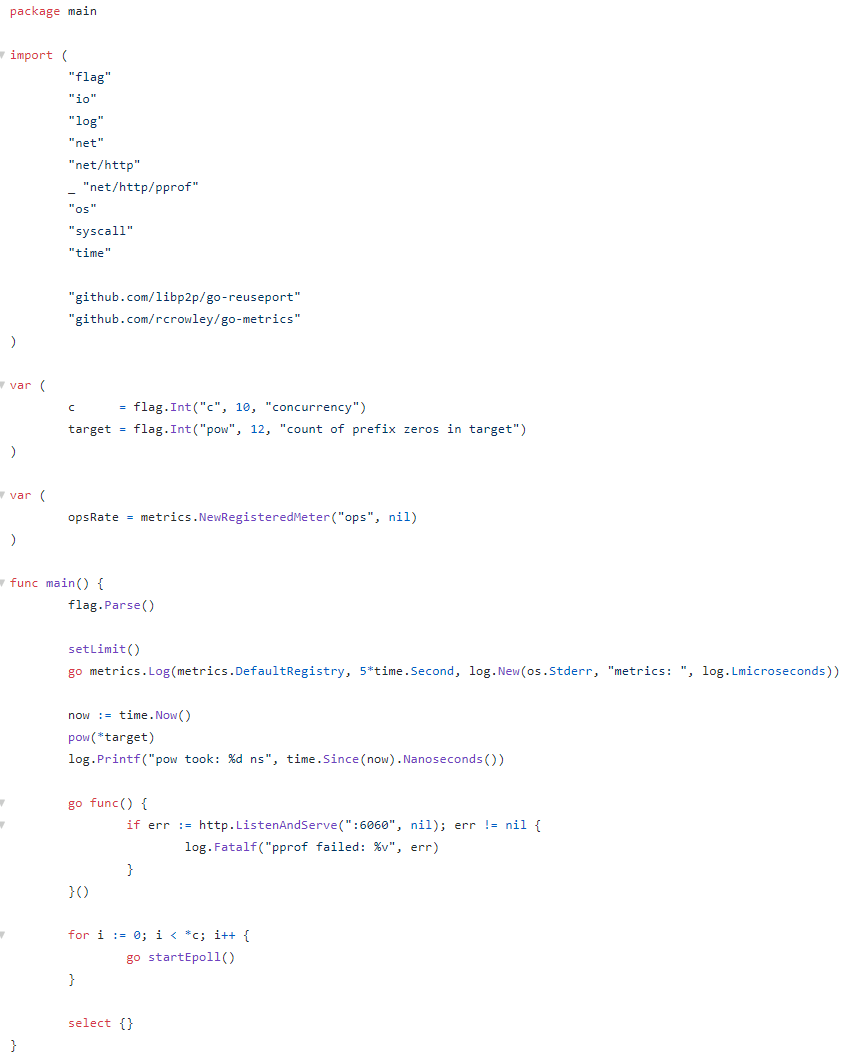 package main
import (
"flag"
"io"
"log"
"net"
"net/http"
_ "net/http/pprof"
"os"
"syscall"
"time"
"github.com/libp2p/go-reuseport"
"github.com/rcrowley/go-metrics"
)
var (
c      = flag.Int("c", 10, "concurrency")
target = flag.Int("pow", 12, "count of prefix zeros in target")
)
var (
opsRate = metrics.NewRegisteredMeter("ops", nil)
)
func main() {
flag.Parse()
setLimit()
go metrics.Log(metrics.DefaultRegistry, 5*time.Second, log.New(os.Stderr, "metrics: ", log.Lmicroseconds))
now := time.Now()
pow(*target)
log.Printf("pow took: %d ns", time.Since(now).Nanoseconds())
go func() {
if err := http.ListenAndServe(":6060", nil); err != nil {
log.Fatalf("pprof failed: %v", err)
}
}()
for i := 0; i < *c; i++ {
go startEpoll()
}
select {}
}